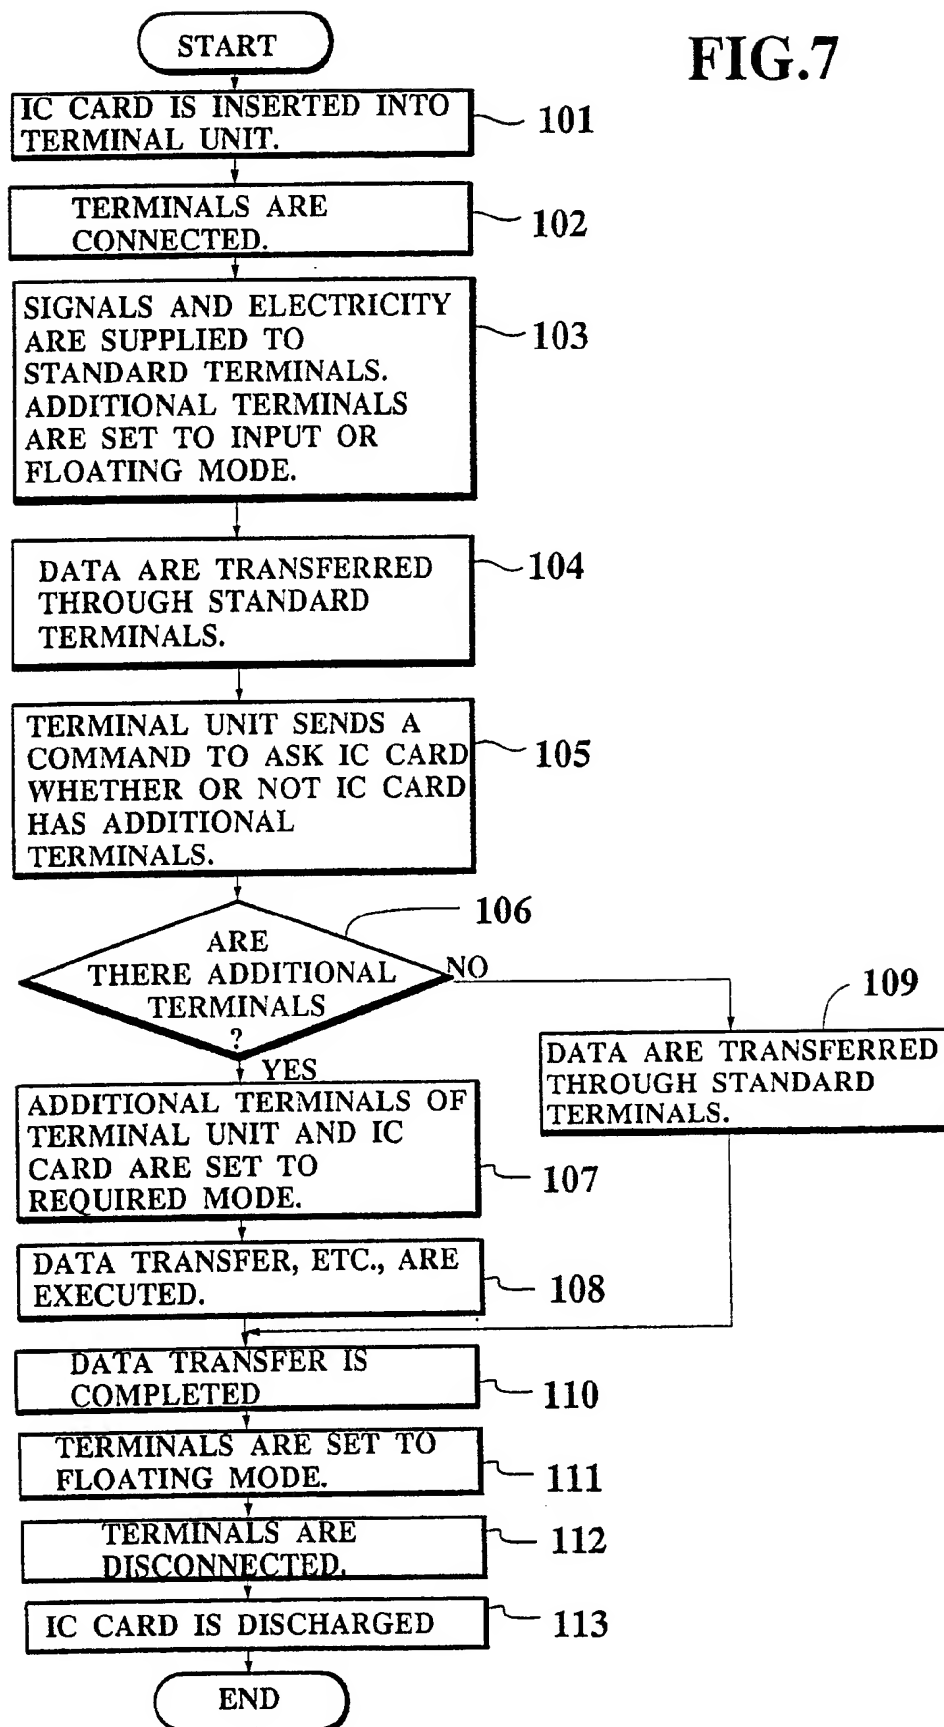 FIG.7
START
IC CARD IS INSERTED INTO
TERMINAL UNIT.
101
TERMINALS ARE
CONNECTED.
102
SIGNALS AND ELECTRICITY
ARE SUPPLIED TO
STANDARD TERMINALS.
ADDITIONAL TERMINALS
ARE SET TO INPUT OR
FLOATING MODE.
103
DATA ARE TRANSFERRED
THROUGH STANDARD
TERMINALS.
104
TERMINAL UNIT SENDS A
COMMAND TO ASK IC CARD
WHETHER OR NOT IC CARD
HAS ADDITIONAL
TERMINALS.
105
ARE
THERE ADDITIONAL
TERMINALS
?
106
NO
YES
109
DATA ARE TRANSFERRED
THROUGH STANDARD
TERMINALS.
ADDITIONAL TERMINALS OF
TERMINAL UNIT AND IC
CARD ARE SET TO
REQUIRED MODE.
107
DATA TRANSFER, ETC., ARE
EXECUTED.
108
DATA TRANSFER IS
COMPLETED
110
TERMINALS ARE SET TO
FLOATING MODE.
111
TERMINALS ARE
DISCONNECTED.
112
IC CARD IS DISCHARGED
113
END